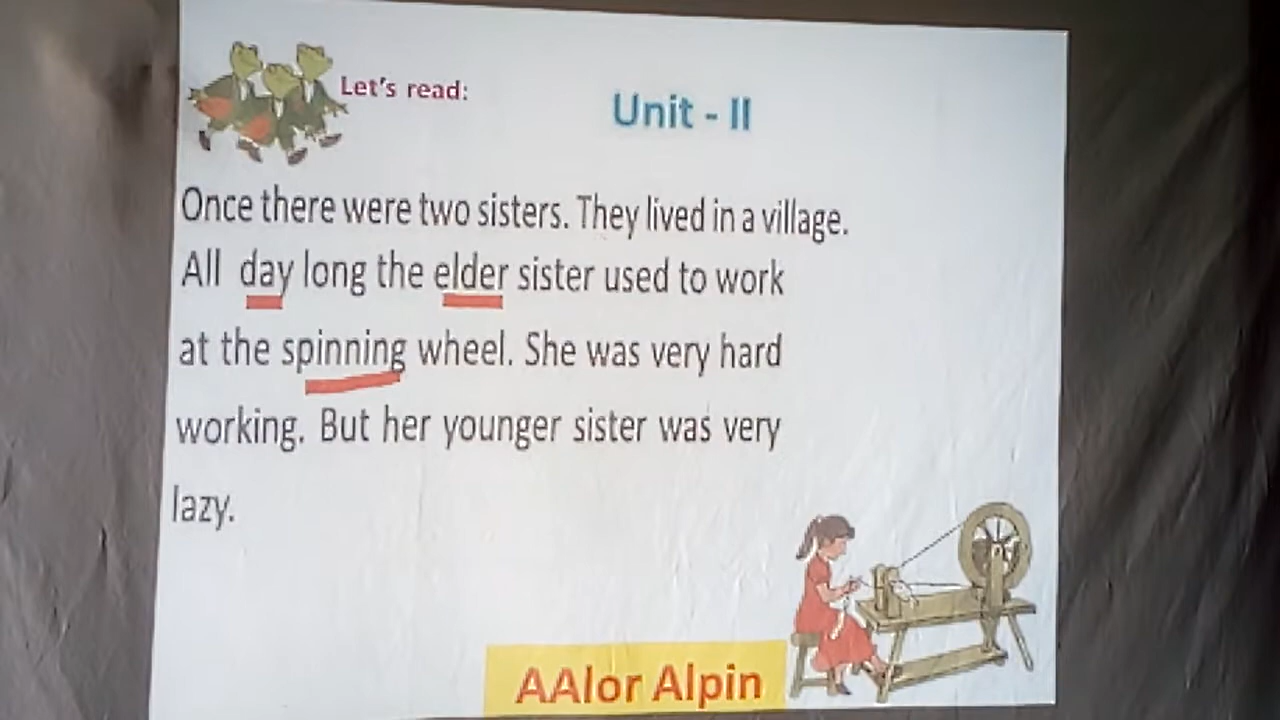 Let's read:
Unit - II
Once there were two sisters. They lived in a village.
All day long the elder sister used to work
at the spinning wheel. She was very hard
working. But her younger sister was very
lazy.
AAlor Alpin